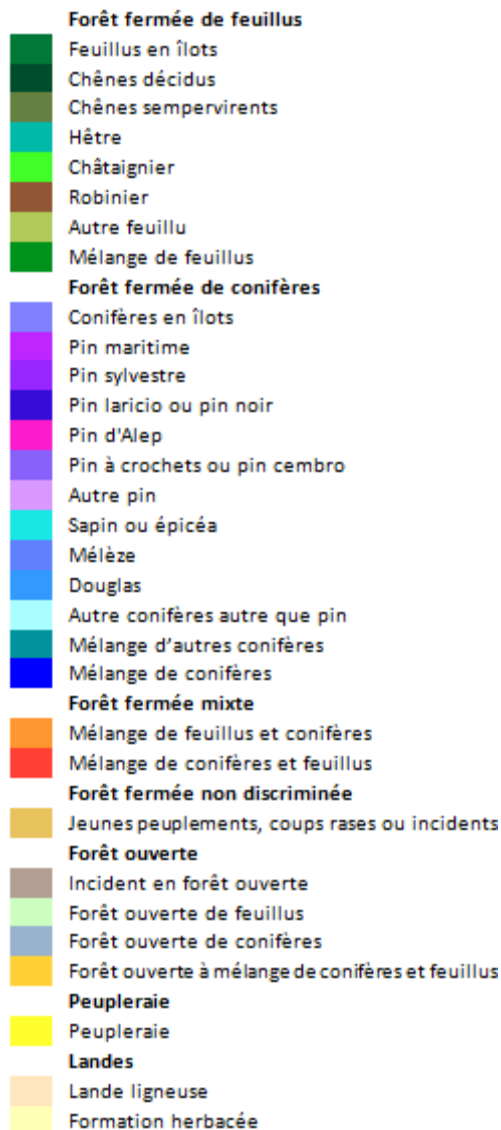 Forêt fermée de feuillus
Feuillus en îlots
Chênes décidus
Chênes sempervirents
Hêtre
Châtaignier
Robinier
Autre feuillu
Mélange de feuillus
Forêt fermée de conifères
Conifères en îlots
Pin maritime
Pin sylvestre
Pin laricio ou pin noir
Pin d'Alep
Pin à crochets ou pin cembro
Autre pin
Sapin ou épicéa
Mélèze
Douglas
Autre conifères autre que pin
Mélange d’autres conifères
Mélange de conifères
Forêt fermée mixte
Mélange de feuillus et conifères
Mélange de conifères et feuillus
Forêt fermée non discriminée
Jeunes peuplements, coups rases ou incidents
Forêt ouverte
Incident en forêt ouverte
Forêt ouverte de feuillus
Forêt ouverte de conifères
Forêt ouverte à mélange de conifères et feuillus
Peupleraie
Peupleraie
Landes
Lande ligneuse
Formation herbacée